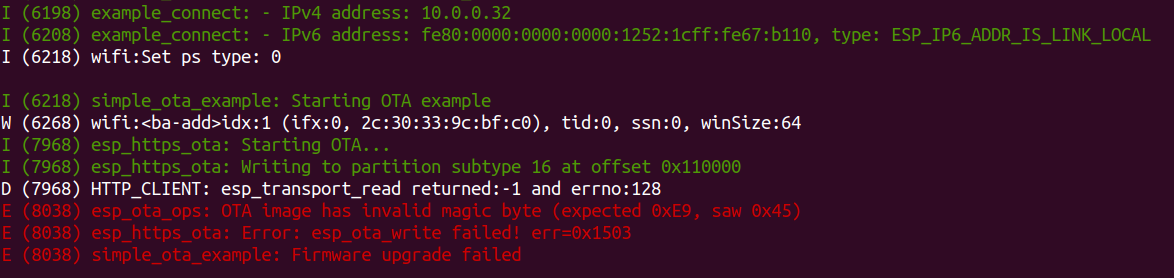 I (6198) example_connect: - IPv4 address: 10.0.0.32
I (6208) example_connect: - IPv6 address: fe80:0000:0000:0000:1252:1cff:fe67:b110, type: ESP_IP6_ADDR_IS_LINK_LOCAL
I (6218) wifi:Set ps type: 0
I (6218) simple_ota_example: Starting OTA example
W (6268) wifi:<ba-add>idx:1 (ifx:0, 2c:30:33:9c:bf:c0), tid:0, ssn:0, winSize:64
I (7968) esp_https_ota: Starting OTA...
I (7968) esp_https_ota: Writing to partition subtype 16 at offset 0x110000
D (7968) HTTP_CLIENT: esp_transport_read returned:-1 and errno:128
E (8038) esp_ota_ops: OTA image has invalid magic byte (expected 0xE9, saw 0x45)
E (8038) esp_https_ota: Error: esp_ota_write failed! err=0x1503
E (8038) simple_ota_example: Firmware upgrade failed